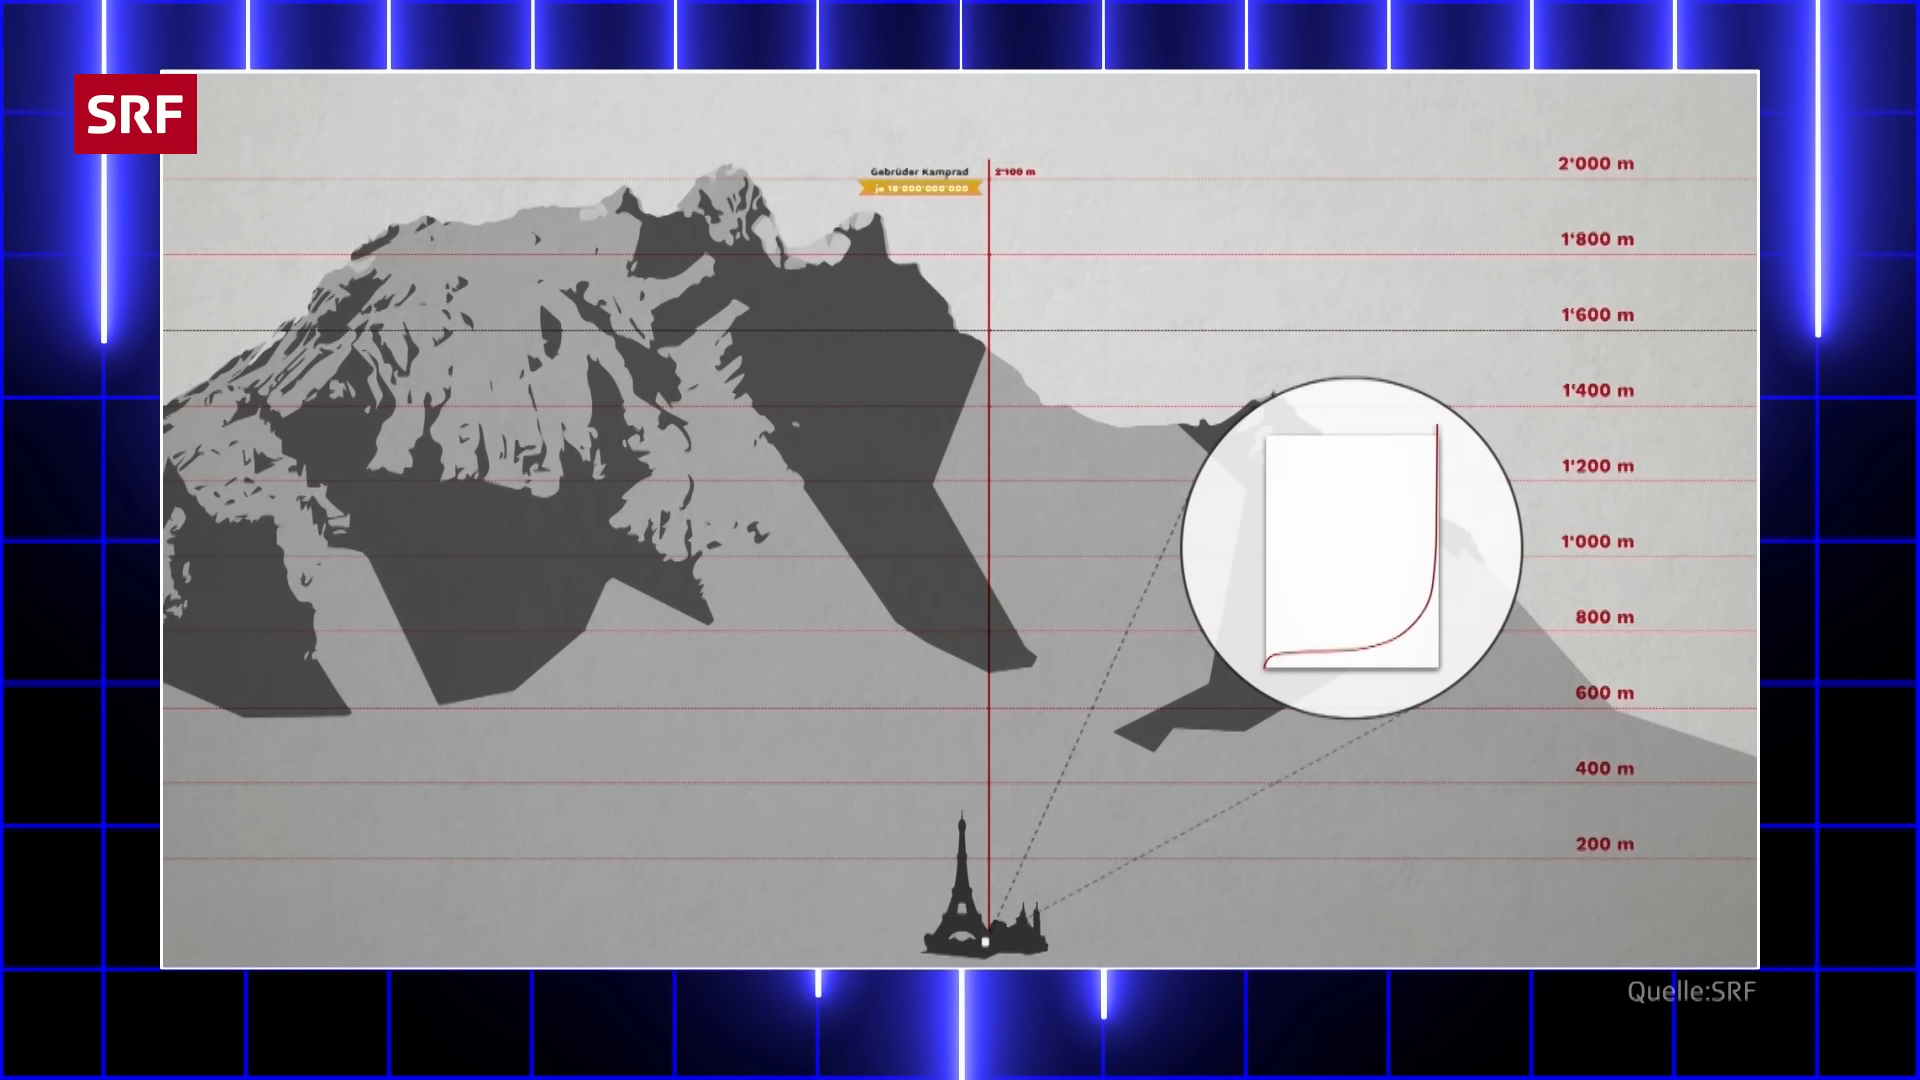 SRF
Gebrüder Kamprad
je 18'000'000'000
2'100 m
2'000 m
1'800 m
1'600 m
1'400 m
1'200 m
1'000 m
800 m
600 m
400 m
200 m
Quelle:SRF